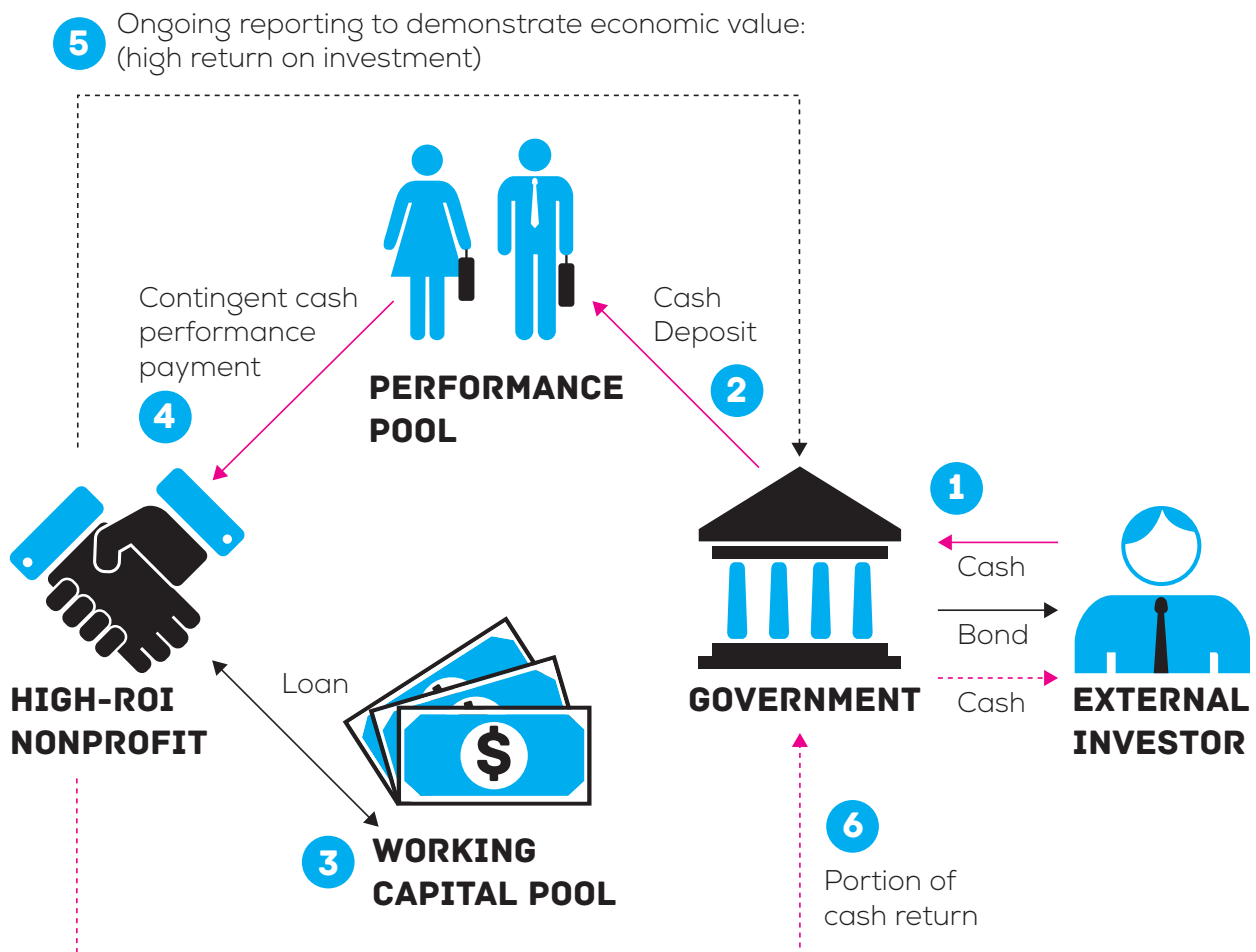 5
Ongoing reporting to demonstrate economic value:
(high return on investment)
Contingent cash
performance
payment
4
Cash
Deposit
2
PERFORMANCE
POOL
1
Cash
Bond
Cash
HIGH-ROI
NONPROFIT
Loan
$
GOVERNMENT
EXTERNAL
INVESTOR
3
WORKING
CAPITAL POOL
6
Portion of
cash return